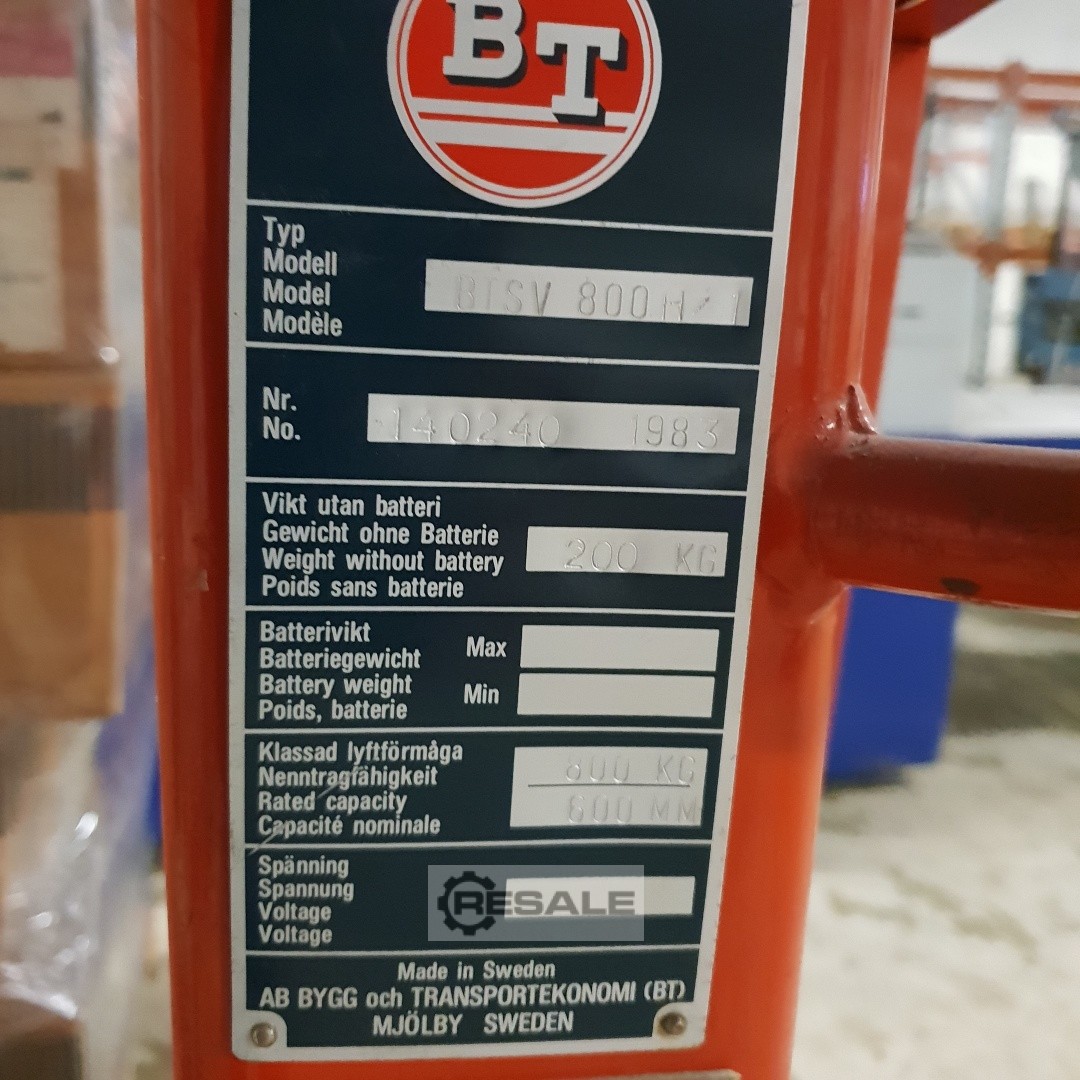 BT
Typ
Modell
Model
Modèle
BTSV 800 H/1
Nr.
No.
140240 1983
Vikt utan batteri
Gewicht ohne Batterie
Weight without battery
Poids sans batterie
200 KG
Batterivikt
Batteriegewicht
Battery weight
Poids, batterie
Max
Min
Klassad lyftförmåga
Nenntragfähigkeit
Rated capacity
Capacité nominale
800 KG
600 MM
Spänning
Spannung
Voltage
Voltage
RESALE
Made in Sweden
AB BYGG och TRANSPORTEKONOMI (BT)
MJÖLBY SWEDEN